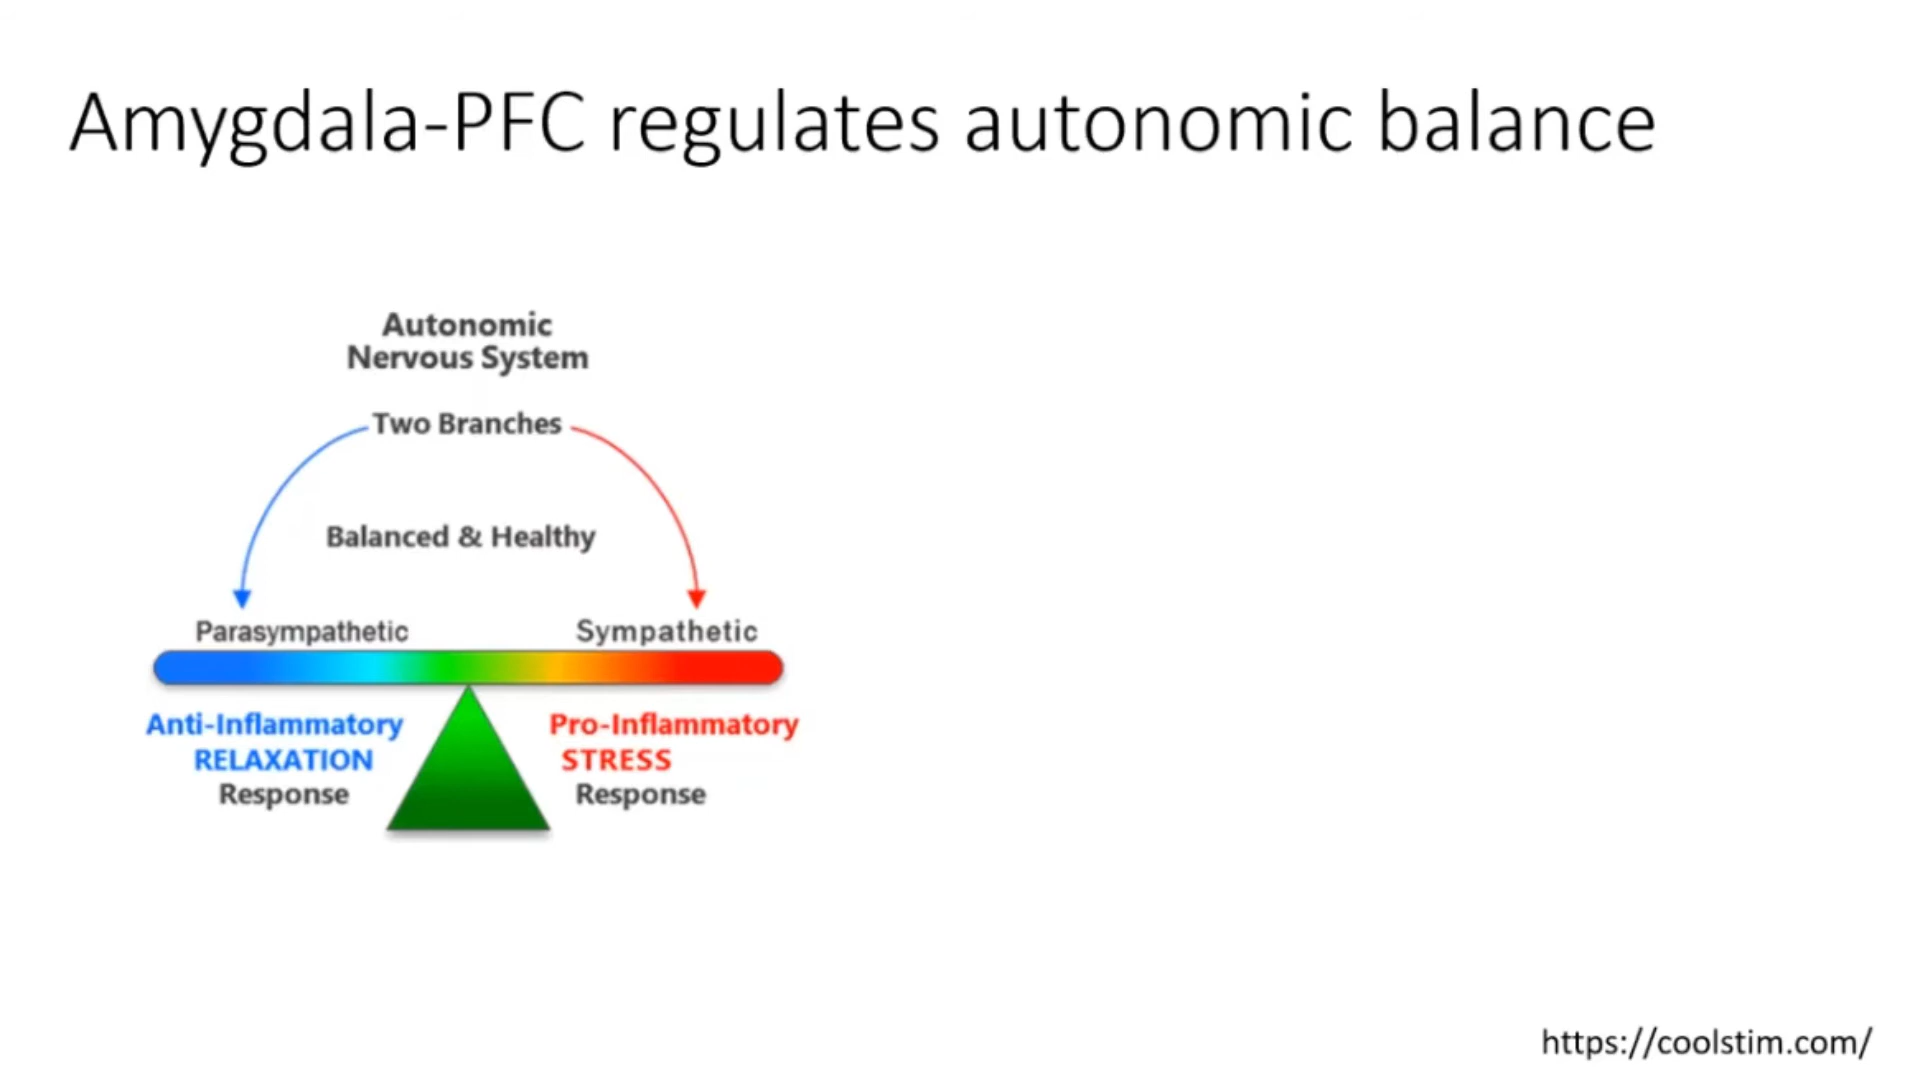 Amygdala-PFC regulates autonomic balance
Autonomic
Nervous System
Two Branches
Balanced & Healthy
Parasympathetic
Sympathetic
Anti-Inflammatory
RELAXATION
Response
Pro-Inflammatory
STRESS
Response
https://coolstim.com/